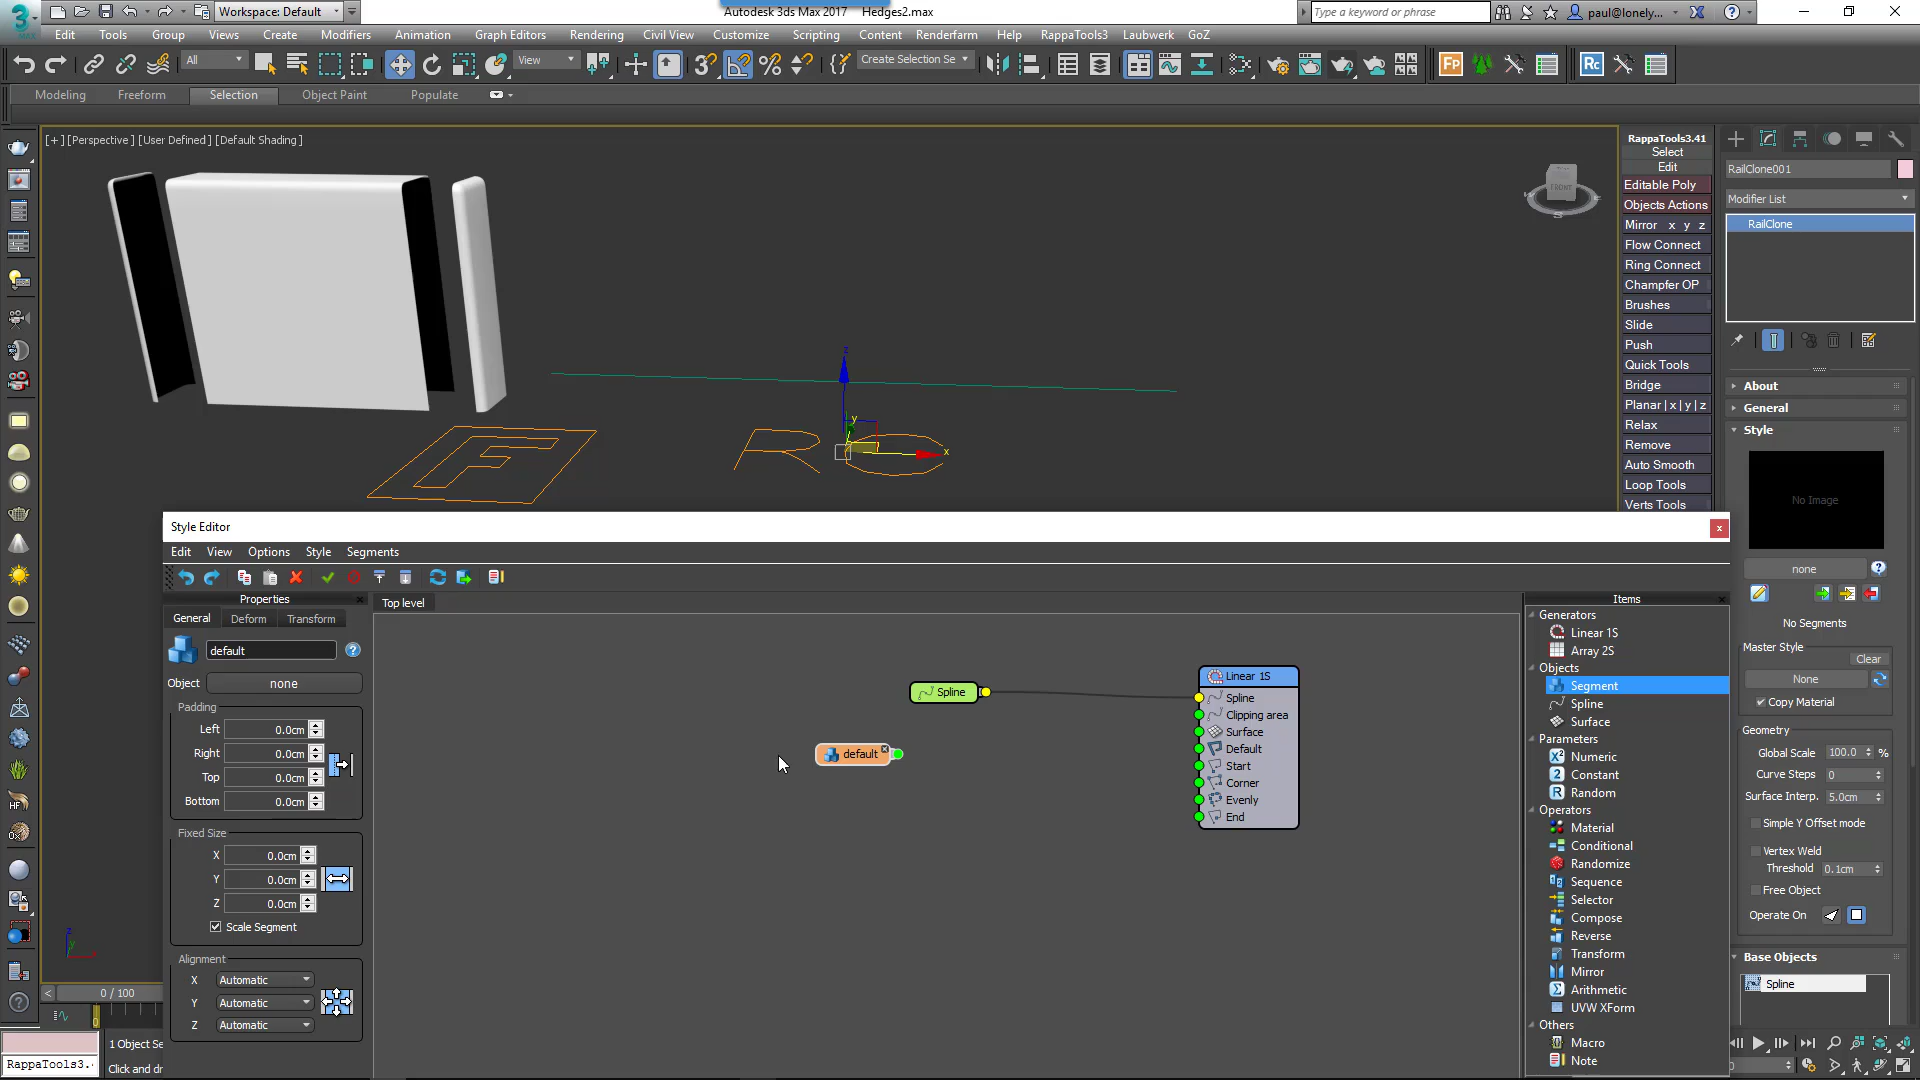 Workspace: Default
Autodesk 3ds Max 2017 Hedges2.max
Type a keyword or phrase
paul@lonely...
Edit Tools Group Views Create Modifiers Animation Graph Editors Rendering Civil View Customize Scripting Content Renderfarm Help RappaTools3 Laubwerk GoZ
All
View
Create Selection Se
Fp
Rc
Modeling Freeform Selection Object Paint Populate
[+] [Perspective] [User Defined] [Default Shading]
FRONT
RappaTools3.41
Select
Edit
Editable Poly
Objects Actions
Mirror x y z
Flow Connect
Ring Connect
Champfer OP
Brushes
Slide
Push
Quick Tools
Bridge
Planar | x | y | z
Relax
Remove
Auto Smooth
Loop Tools
Verts Tools
RailClone001
Modifier List
RailClone
About
General
Style
No Image
none
No Segments
Master Style
Clear
None
Copy Material
Geometry
Global Scale 100.0 %
Curve Steps 0
Surface Interp. 5.0cm
Simple Y Offset mode
Vertex Weld
Threshold 0.1cm
Free Object
Operate On
Base Objects
Spline
Style Editor
Edit View Options Style Segments
Properties
General Deform Transform
default
Object none
Padding
Left 0.0cm
Right 0.0cm
Top 0.0cm
Bottom 0.0cm
Fixed Size
X 0.0cm
Y 0.0cm
Z 0.0cm
Scale Segment
Alignment
X Automatic
Y Automatic
Z Automatic
Top level
Spline
default
Linear 1S
Spline
Clipping area
Surface
Default
Start
Corner
Evenly
End
Items
Generators
Linear 1S
Array 2S
Objects
Segment
Spline
Surface
Parameters
Numeric
Constant
Random
Operators
Material
Conditional
Randomize
Sequence
Selector
Compose
Reverse
Transform
Mirror
Arithmetic
UVW XForm
Others
Macro
Note
0 / 100
0
1 Object Se
RappaTools3.
Click and dr